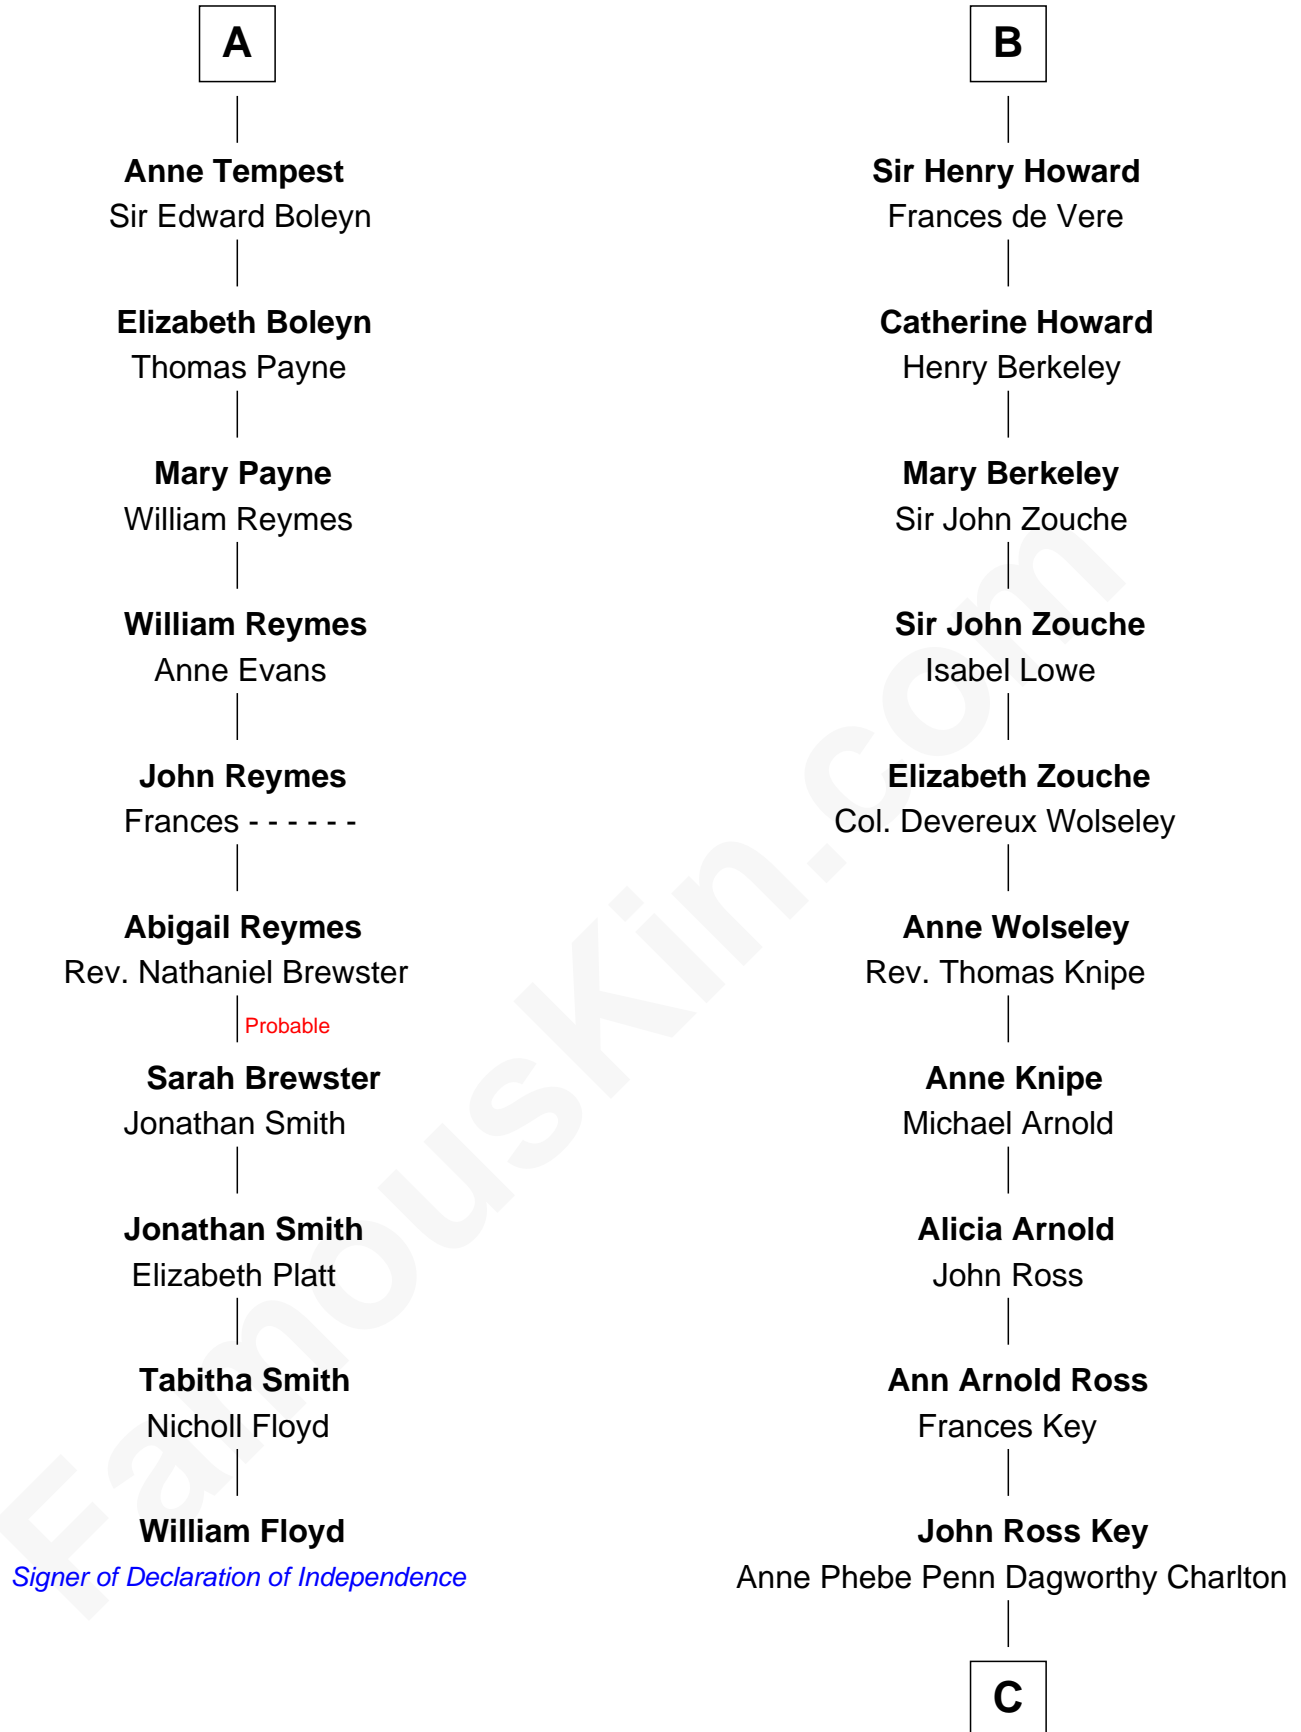 A
Anne Tempest
Sir Edward Boleyn
Elizabeth Boleyn
Thomas Payne
Mary Payne
William Reymes
William Reymes
Anne Evans
John Reymes
Frances - - - - - -
Abigail Reymes
Rev. Nathaniel Brewster
Probable
Sarah Brewster
Jonathan Smith
Jonathan Smith
Elizabeth Platt
Tabitha Smith
Nicholl Floyd
William Floyd
Signer of Declaration of Independence
B
Sir Henry Howard
Frances de Vere
Catherine Howard
Henry Berkeley
Mary Berkeley
Sir John Zouche
Sir John Zouche
Isabel Lowe
Elizabeth Zouche
Col. Devereux Wolseley
Anne Wolseley
Rev. Thomas Knipe
Anne Knipe
Michael Arnold
Alicia Arnold
John Ross
Ann Arnold Ross
Frances Key
John Ross Key
Anne Phebe Penn Dagworthy Charlton
C
FamousKin.com